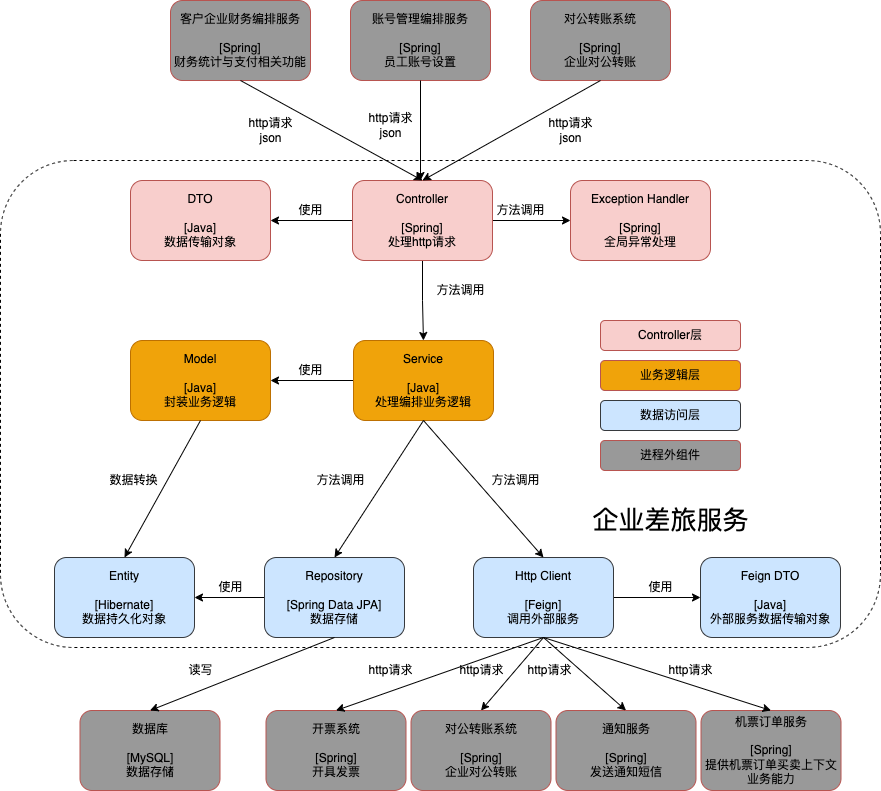 客户企业财务编排服务
[Spring]
财务统计与支付相关功能
账号管理编排服务
[Spring]
员工账号设置
对公转账系统
[Spring]
企业对公转账
http请求
json
http请求
json
http请求
json
DTO
[Java]
数据传输对象
使用
Controller
[Spring]
处理http请求
方法调用
Exception Handler
[Spring]
全局异常处理
方法调用
Controller层
业务逻辑层
数据访问层
进程外组件
Model
[Java]
封装业务逻辑
使用
Service
[Java]
处理编排业务逻辑
数据转换
方法调用
方法调用
企业差旅服务
Entity
[Hibernate]
数据持久化对象
使用
Repository
[Spring Data JPA]
数据存储
Http Client
[Feign]
调用外部服务
使用
Feign DTO
[Java]
外部服务数据传输对象
读写
http请求
http请求
http请求
http请求
数据库
[MySQL]
数据存储
开票系统
[Spring]
开具发票
对公转账系统
[Spring]
企业对公转账
通知服务
[Spring]
发送通知短信
机票订单服务
[Spring]
提供机票订单买卖上下文
业务能力